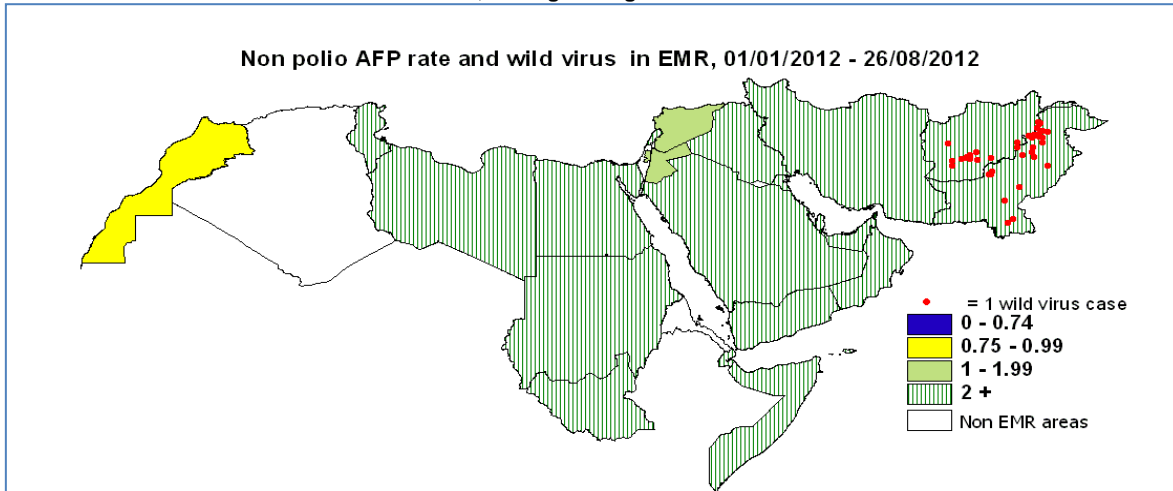 Non polio AFP rate and wild virus in EMR, 01/01/2012 - 26/08/2012
= 1 wild virus case
0 - 0.74
0.75 - 0.99
1 - 1.99
2 +
Non EMR areas